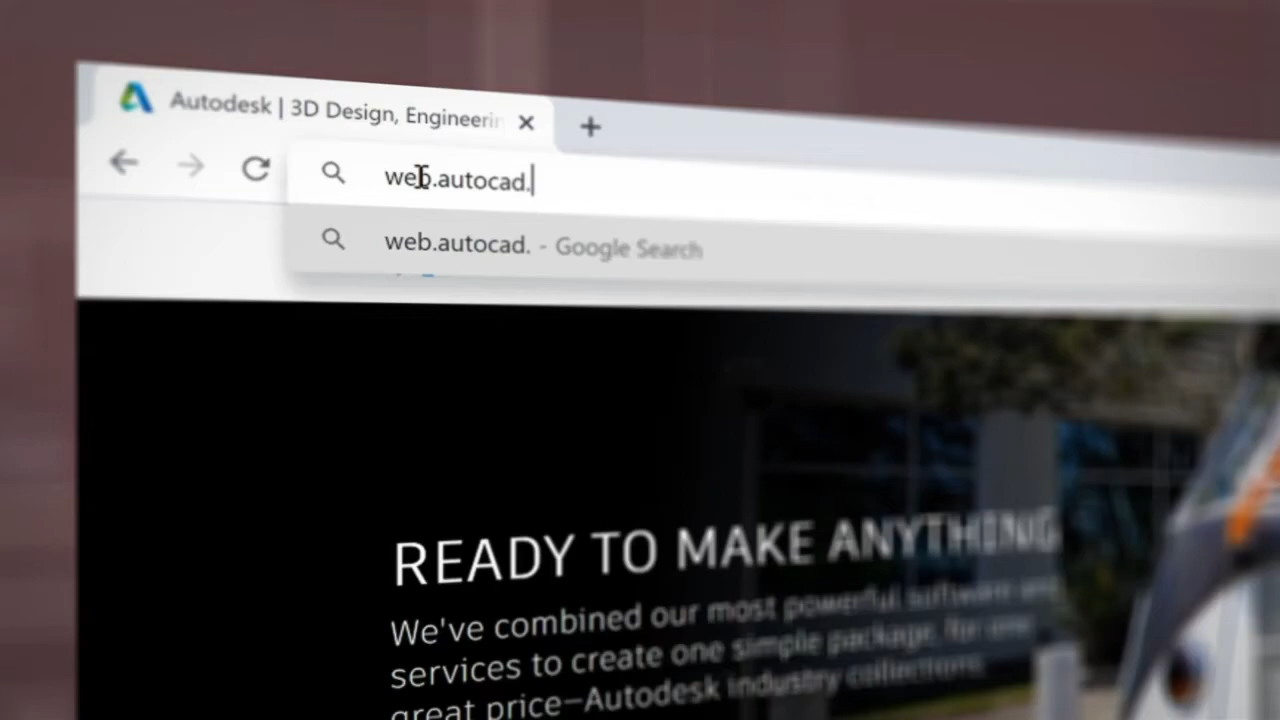 Autodesk | 3D Design, Engineerin
web.autocad.
web.autocad. - Google Search
READY TO MAKE ANYTHING
We've combined our most powerful software and
services to create one simple package, for one
great price—Autodesk industry collections.